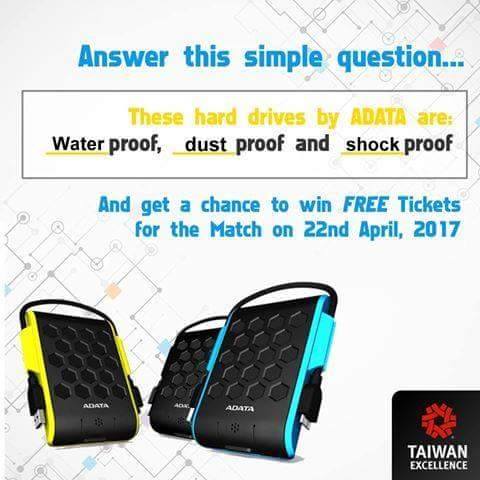 Answer this simple question...
These hard drives by ADATA are:
Water proof, dust proof and shock proof
And get a chance to win FREE Tickets
for the Match on 22nd April, 2017
ADATA
ADATA
TAIWAN
EXCELLENCE